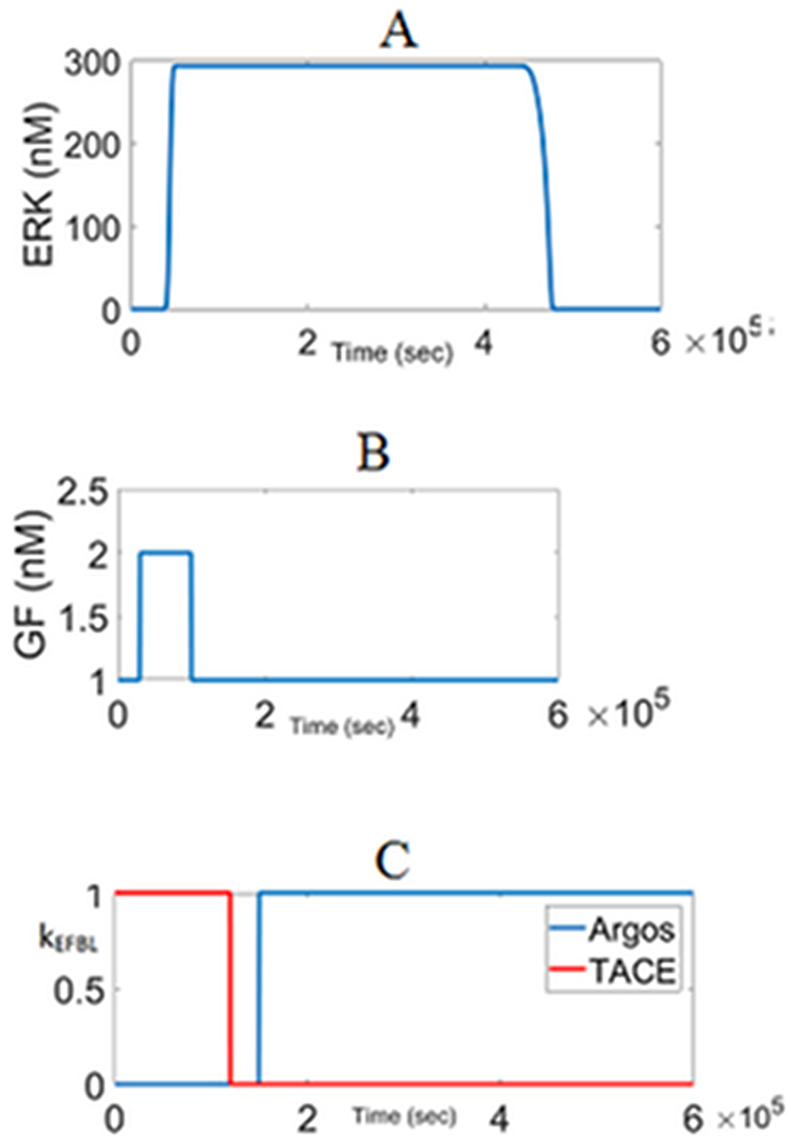 A
300
200
100
0
ERK (nM)
0 2 Time (sec) 4 6 ×10⁵
B
2.5
2
1.5
1
GF (nM)
0 2 Time (sec) 4 6 ×10⁵
C
1
kEFBL
0.5
0
Argos
TACE
0 2 Time (sec) 4 6 ×10⁵